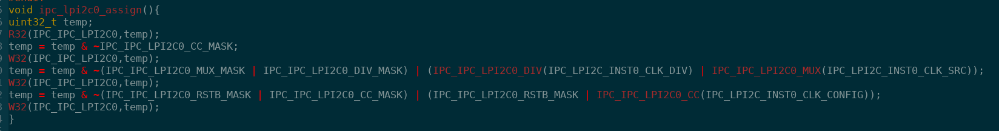 void ipc_lpi2c0_assign(){
uint32_t temp;
R32(IPC_IPC_LPI2C0,temp);
temp = temp & ~IPC_IPC_LPI2C0_CC_MASK;
W32(IPC_IPC_LPI2C0,temp);
temp = temp & ~(IPC_IPC_LPI2C0_MUX_MASK | IPC_IPC_LPI2C0_DIV_MASK) | (IPC_IPC_LPI2C0_DIV(IPC_LPI2C_INST0_CLK_DIV) | IPC_IPC_LPI2C0_MUX(IPC_LPI2C_INST0_CLK_SRC));
W32(IPC_IPC_LPI2C0,temp);
temp = temp & ~(IPC_IPC_LPI2C0_RSTB_MASK | IPC_IPC_LPI2C0_CC_MASK) | (IPC_IPC_LPI2C0_RSTB_MASK | IPC_IPC_LPI2C0_CC(IPC_LPI2C_INST0_CLK_CONFIG));
W32(IPC_IPC_LPI2C0,temp);
}